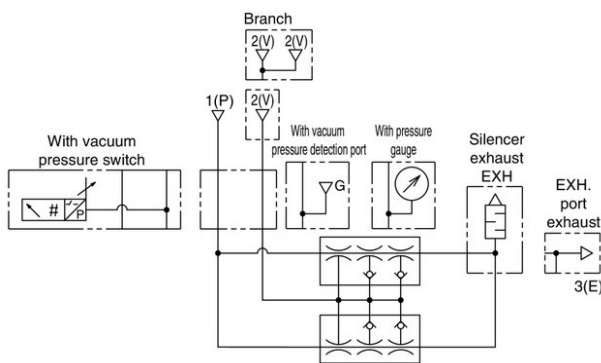 Branch
2(V) 2(V)
1(P)
2(V)
With vacuum
pressure switch
With vacuum
pressure detection port
With pressure
gauge
Silencer
exhaust
EXH
EXH.
port
exhaust
#
P
G
3(E)